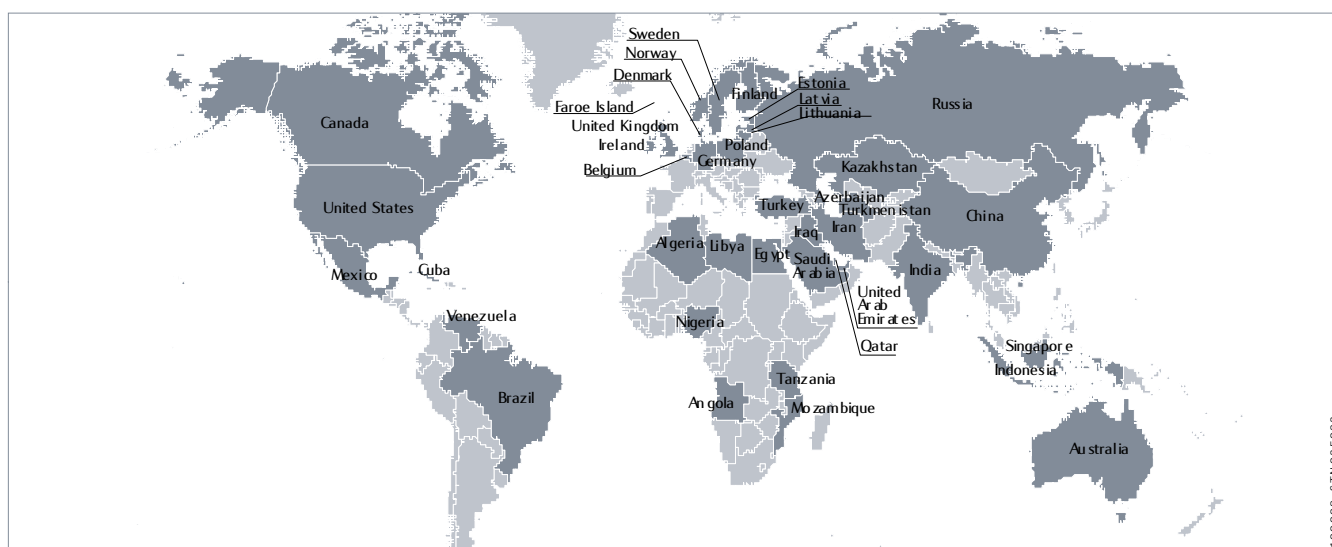 Sweden
Norway
Denmark
Finland
Estonia
Latvia
Lithuania
Faroe Island
Russia
Canada
United Kingdom
Ireland
Poland
Germany
Belgium
Kazakhstan
Azerbaijan
Turkmenistan
Turkey
United States
China
Iran
Iraq
Algeria
Libya
Egypt
Saudi
Arabia
India
Mexico
Cuba
United
Arab
Emirates
Venezuela
Nigeria
Qatar
Singapore
Indonesia
Tanzania
Brazil
Angola
Mozambique
Australia